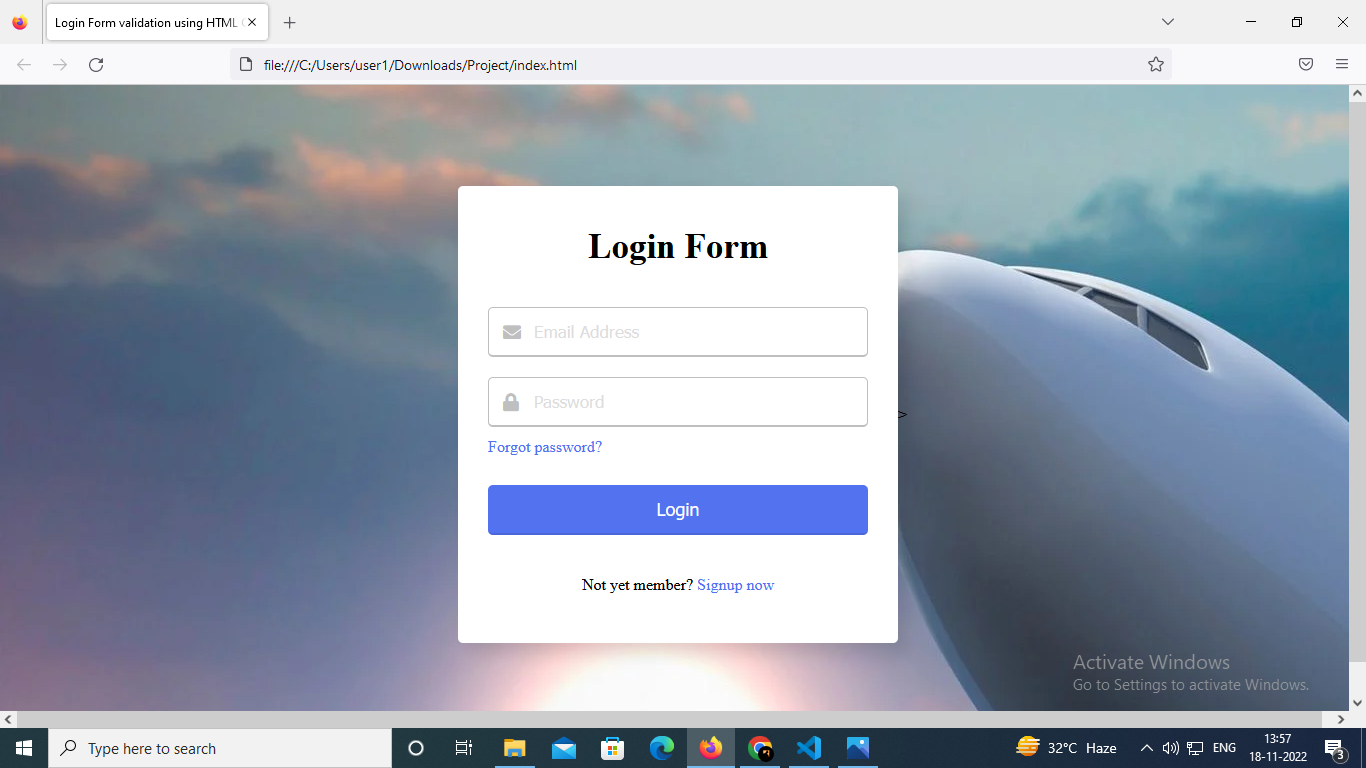 Login Form validation using HTML
file:///C:/Users/user1/Downloads/Project/index.html
Login Form
Email Address
Password
>
Forgot password?
Login
Not yet member? Signup now
Activate Windows
Go to Settings to activate Windows.
Type here to search
32°C Haze
ENG
13:57
18-11-2022
3